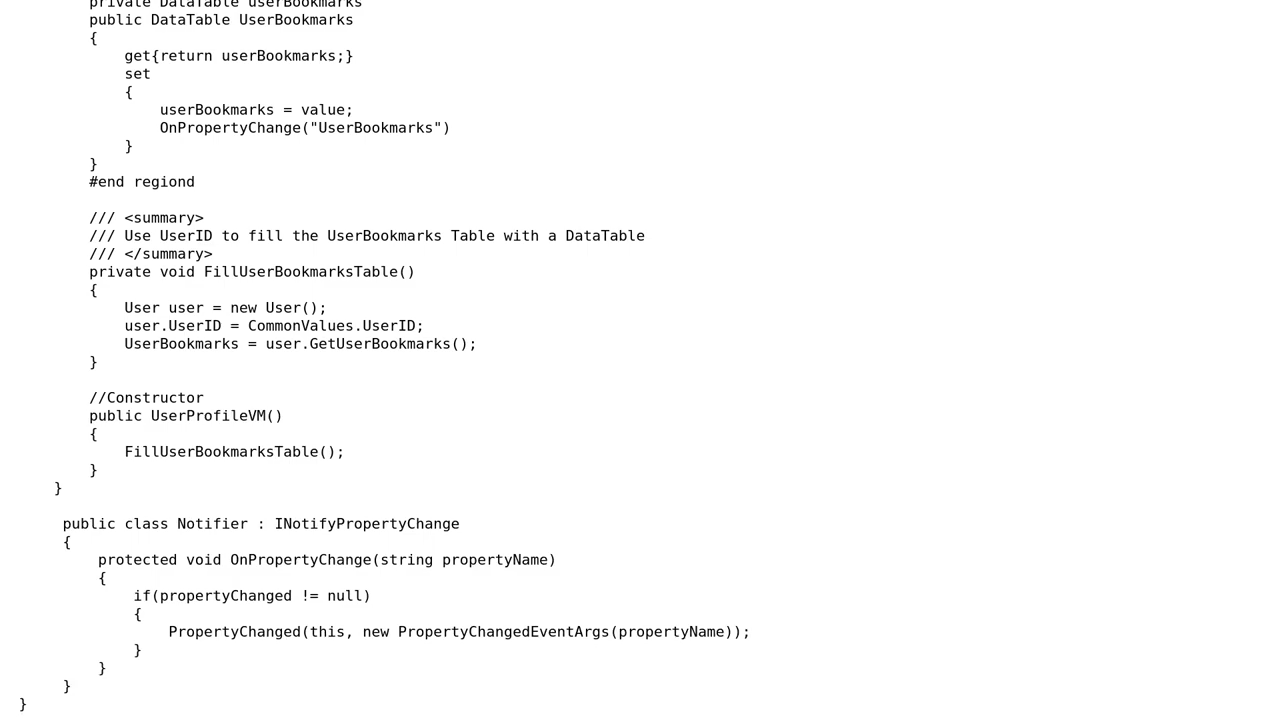 private DataTable userBookmarks
public DataTable UserBookmarks
{
get{return userBookmarks;}
set
{
userBookmarks = value;
OnPropertyChange("UserBookmarks")
}
}
#end regiond
/// <summary>
/// Use UserID to fill the UserBookmarks Table with a DataTable
/// </summary>
private void FillUserBookmarksTable()
{
User user = new User();
user.UserID = CommonValues.UserID;
UserBookmarks = user.GetUserBookmarks();
}
//Constructor
public UserProfileVM()
{
FillUserBookmarksTable();
}
}
public class Notifier : INotifyPropertyChange
{
protected void OnPropertyChange(string propertyName)
{
if(propertyChanged != null)
{
PropertyChanged(this, new PropertyChangedEventArgs(propertyName));
}
}
}
}